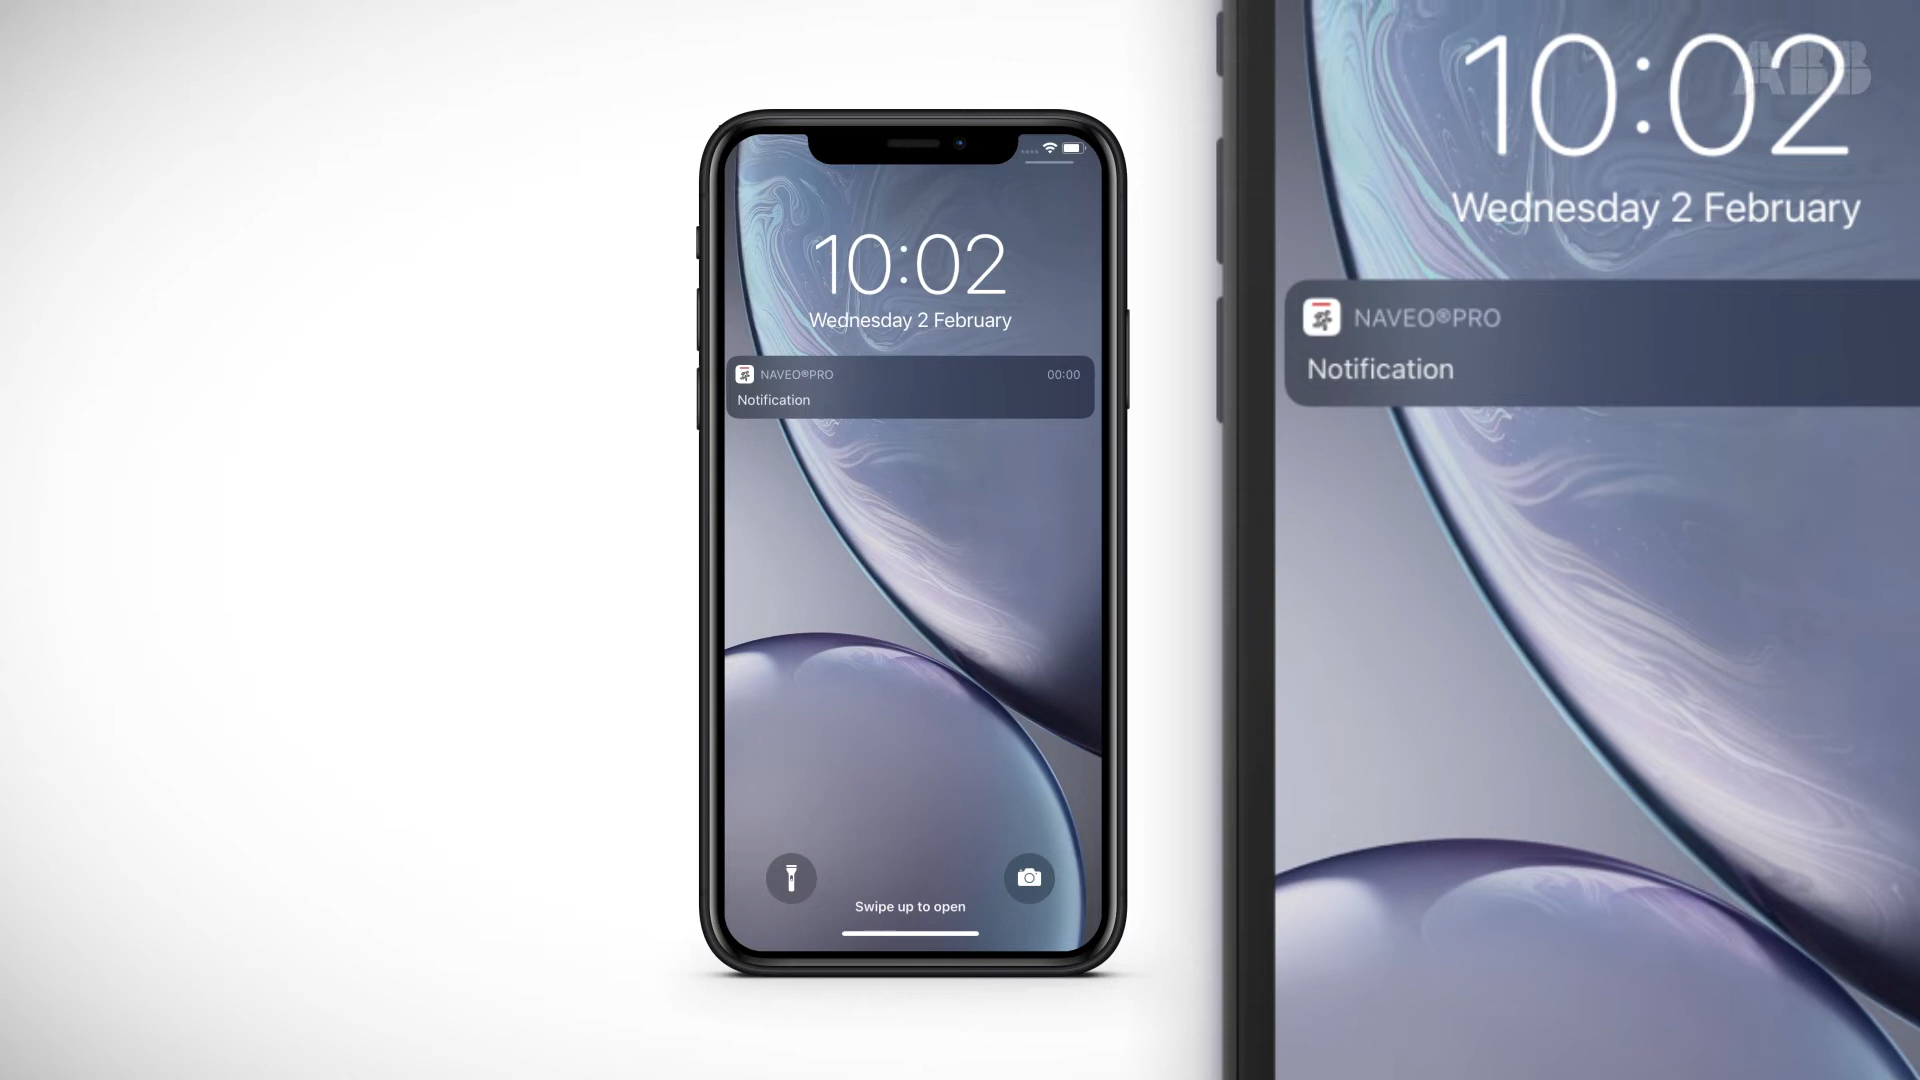 10:02
Wednesday 2 February
NAVEO®PRO 00:00
Notification
Swipe up to open
ABB
10:02
Wednesday 2 February
NAVEO®PRO
Notification